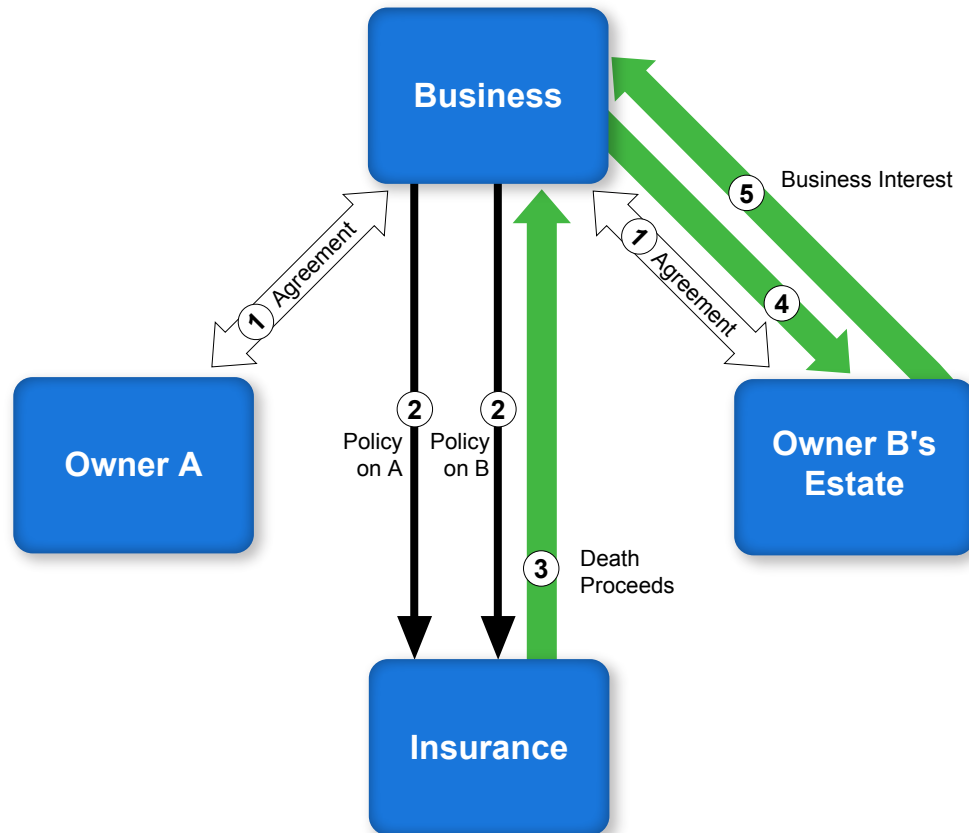 Business
5
Business Interest
1 Agreement
1 Agreement
4
Owner A
2
Policy
on A
2
Policy
on B
Owner B's
Estate
3
Death
Proceeds
Insurance